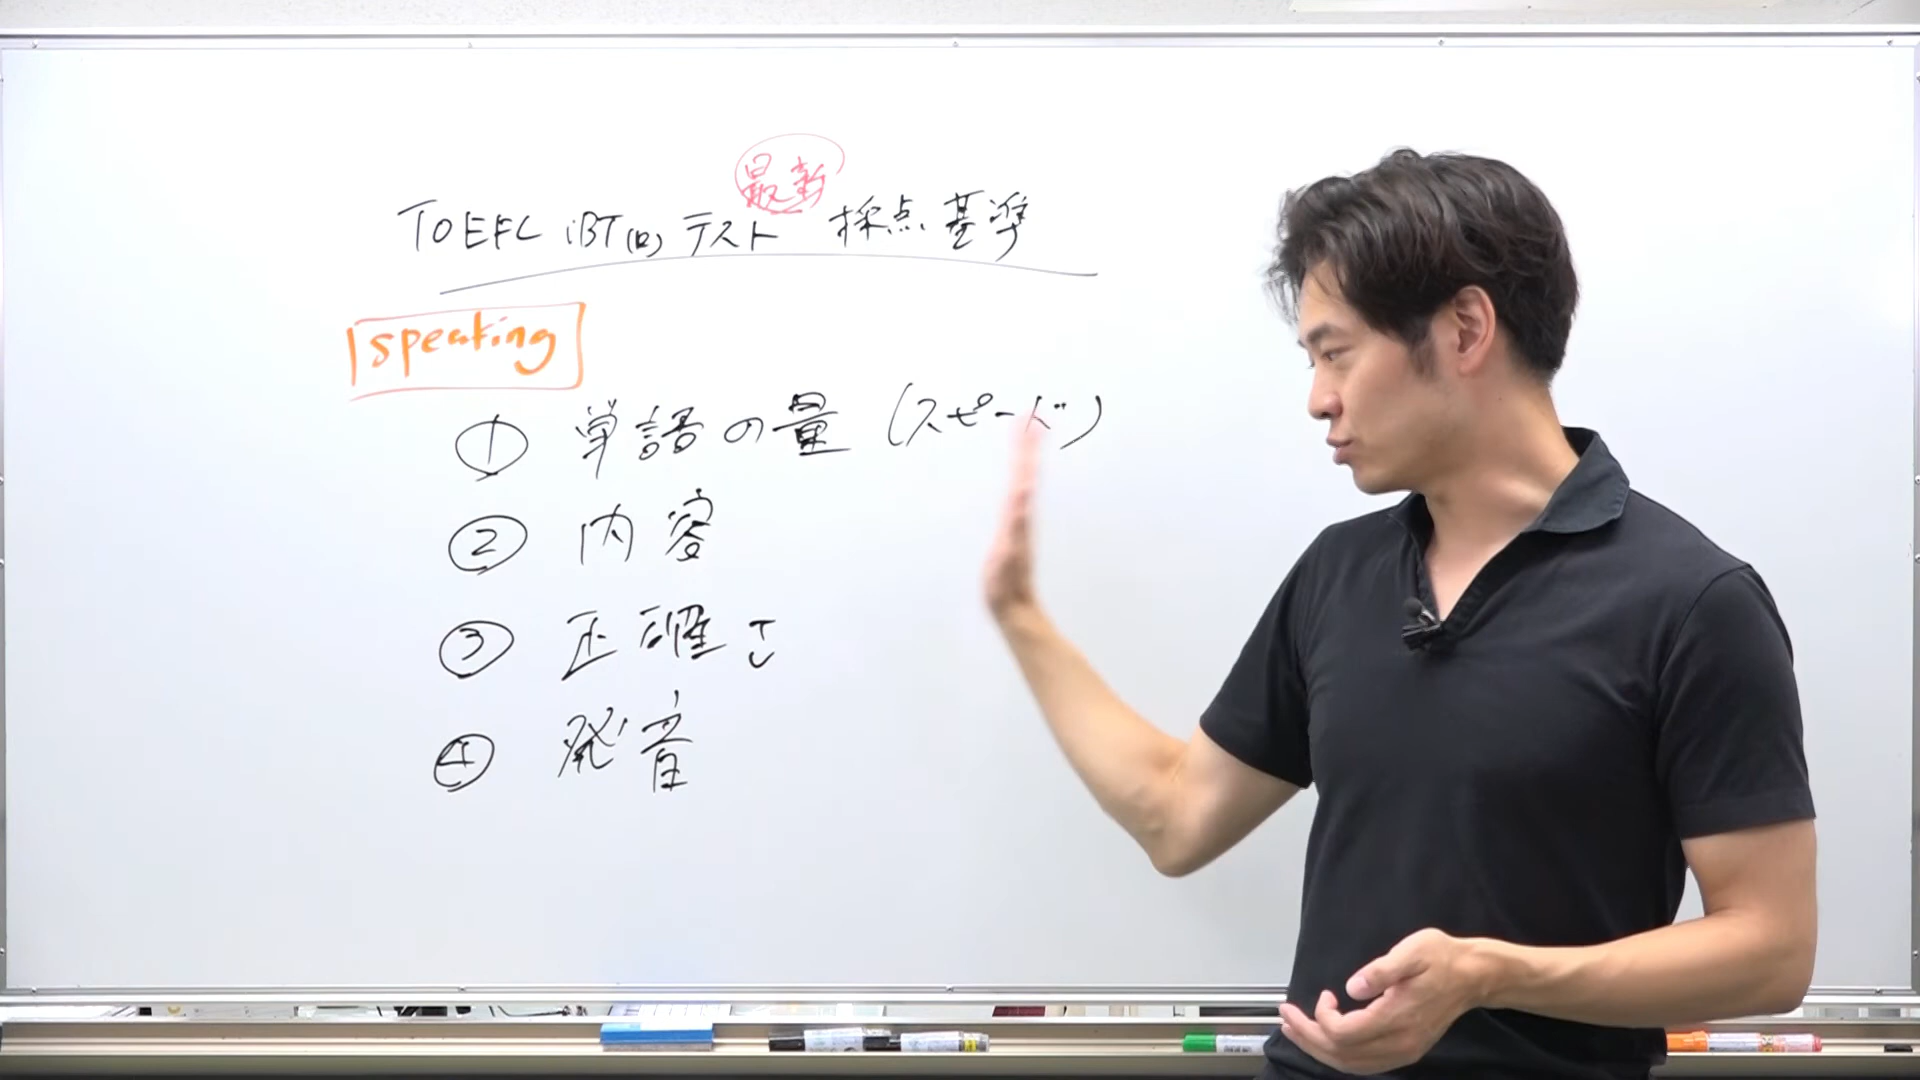 最新
TOEFL iBT(R) テスト 採点基準
speaking
① 単語の量 (スピード)
② 内容
③ 正確さ
④ 発音